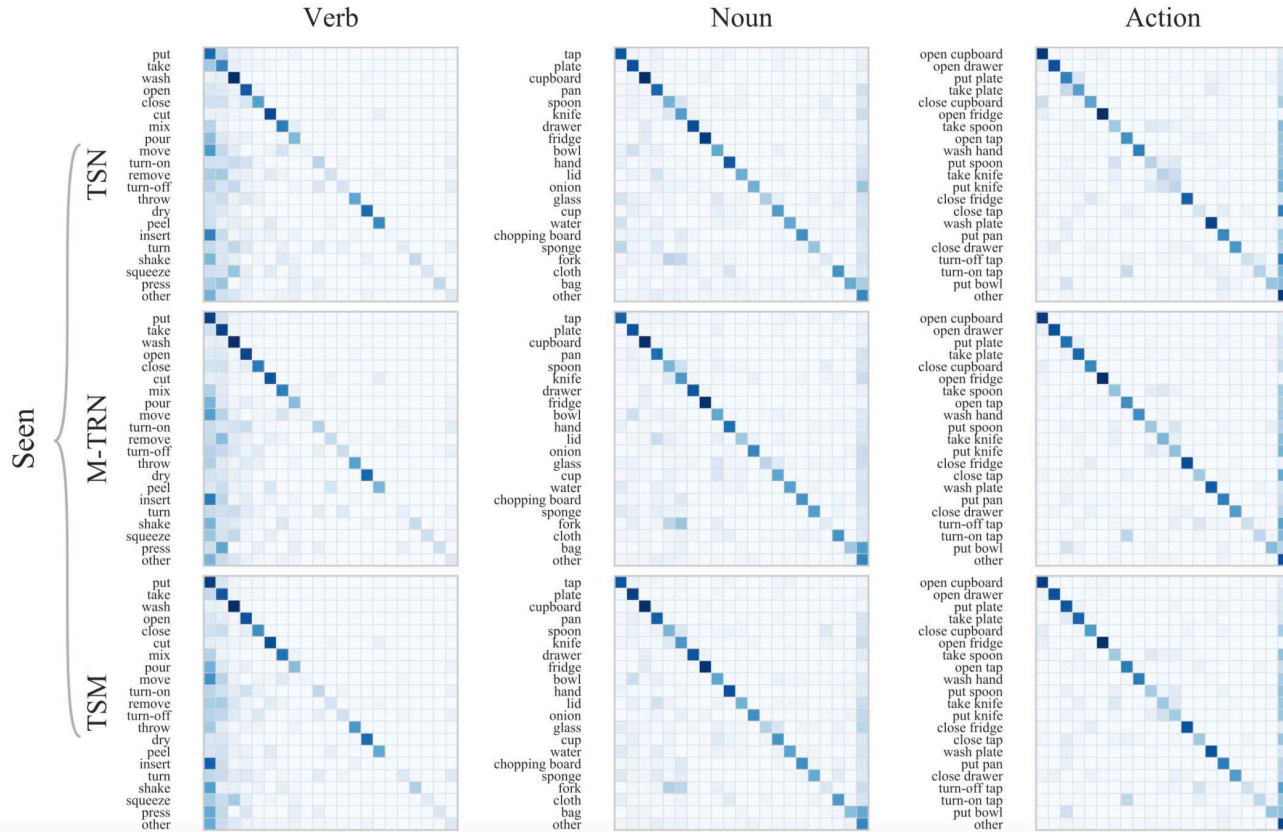 Verb Noun Action
Seen
TSN
put
take
wash
open
close
cut
mix
pour
move
turn-on
remove
turn-off
throw
dry
peel
insert
turn
shake
squeeze
press
other
tap
plate
cupboard
pan
spoon
knife
drawer
fridge
bowl
hand
lid
onion
glass
cup
water
chopping board
sponge
fork
cloth
bag
other
open cupboard
open drawer
put plate
take plate
close cupboard
open fridge
take spoon
open tap
wash hand
put spoon
take knife
put knife
close fridge
close tap
wash plate
put pan
close drawer
turn-off tap
turn-on tap
put bowl
other
M-TRN
put
take
wash
open
close
cut
mix
pour
move
turn-on
remove
turn-off
throw
dry
peel
insert
turn
shake
squeeze
press
other
tap
plate
cupboard
pan
spoon
knife
drawer
fridge
bowl
hand
lid
onion
glass
cup
water
chopping board
sponge
fork
cloth
bag
other
open cupboard
open drawer
put plate
take plate
close cupboard
open fridge
take spoon
open tap
wash hand
put spoon
take knife
put knife
close fridge
close tap
wash plate
put pan
close drawer
turn-off tap
turn-on tap
put bowl
other
TSM
put
take
wash
open
close
cut
mix
pour
move
turn-on
remove
turn-off
throw
dry
peel
insert
turn
shake
squeeze
press
other
tap
plate
cupboard
pan
spoon
knife
drawer
fridge
bowl
hand
lid
onion
glass
cup
water
chopping board
sponge
fork
cloth
bag
other
open cupboard
open drawer
put plate
take plate
close cupboard
open fridge
take spoon
open tap
wash hand
put spoon
take knife
put knife
close fridge
close tap
wash plate
put pan
close drawer
turn-off tap
turn-on tap
put bowl
other